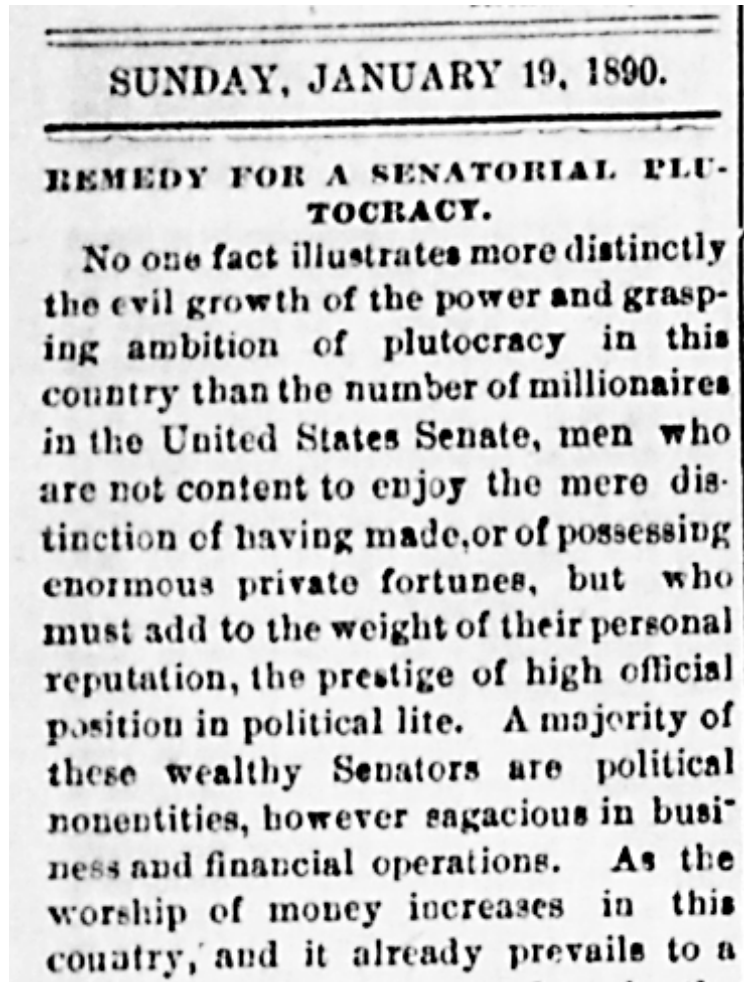 SUNDAY, JANUARY 19, 1890.
REMEDY FOR A SENATORIAL PLU-
TOCRACY.
No one fact illustrates more distinctly
the evil growth of the power and grasp-
ing ambition of plutocracy in this
country than the number of millionaires
in the United States Senate, men who
are not content to enjoy the mere dis-
tinction of having made,or of possessing
enormous private fortunes, but who
must add to the weight of their personal
reputation, the prestige of high official
position in political lite. A majority of
these wealthy Senators are political
nonentities, however sagacious in busi-
ness and financial operations. As the
worship of money increases in this
country, and it already prevails to a